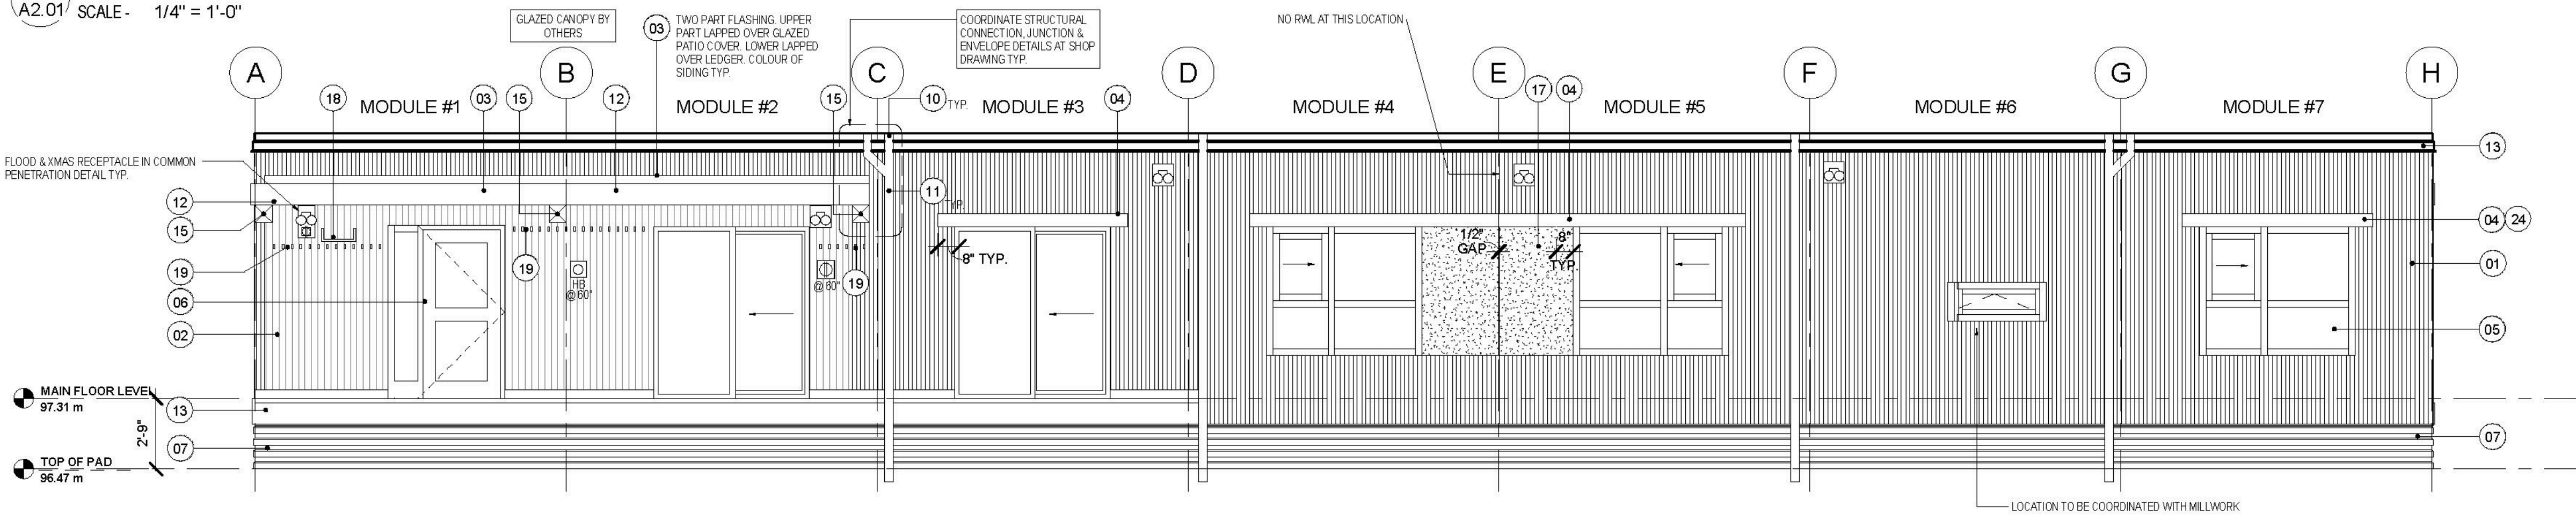 A2.01 SCALE - 1/4" = 1'-0"
GLAZED CANOPY BY
OTHERS
03
TWO PART FLASHING. UPPER
PART LAPPED OVER GLAZED
PATIO COVER. LOWER LAPPED
OVER LEDGER. COLOUR OF
SIDING TYP.
COORDINATE STRUCTURAL
CONNECTION, JUNCTION &
ENVELOPE DETAILS AT SHOP
DRAWING TYP.
NO RWL AT THIS LOCATION
A B C D E F G H
18 MODULE #1 03 15 12 MODULE #2 15 10 TYP. MODULE #3 04 MODULE #4 17 04 MODULE #5 MODULE #6 MODULE #7
FLOOD & XMAS RECEPTACLE IN COMMON
PENETRATION DETAIL TYP.
13
12
11 TYP.
15
04 24
19
19
HB
@ 60"
@ 60"
19
8" TYP.
1/2"
GAP
8"
TYP.
01
06
02
05
MAIN FLOOR LEVEL
97.31 m
13
2'-9"
07
07
TOP OF PAD
96.47 m
LOCATION TO BE COORDINATED WITH MILLWORK